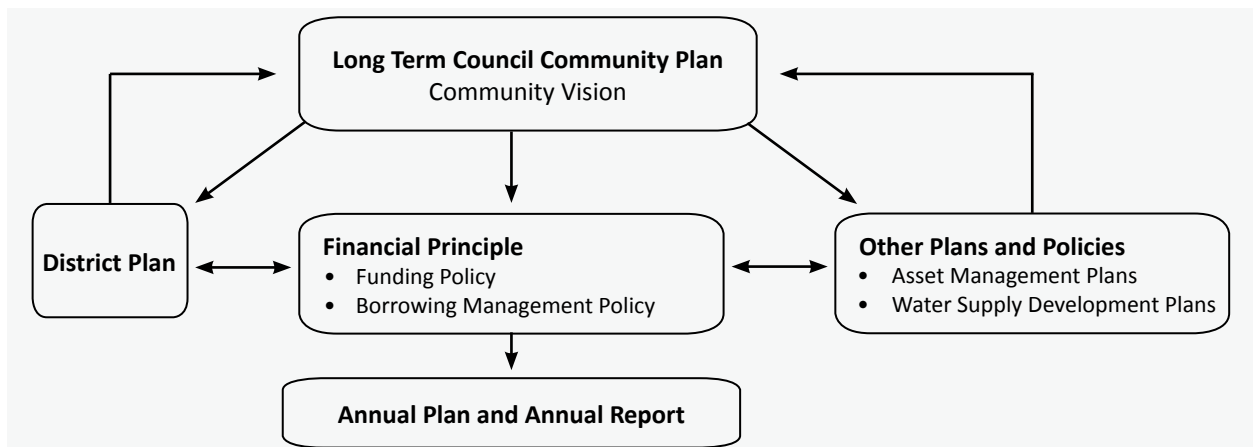 Long Term Council Community Plan
Community Vision
District Plan
Financial Principle
• Funding Policy
• Borrowing Management Policy
Other Plans and Policies
• Asset Management Plans
• Water Supply Development Plans
Annual Plan and Annual Report